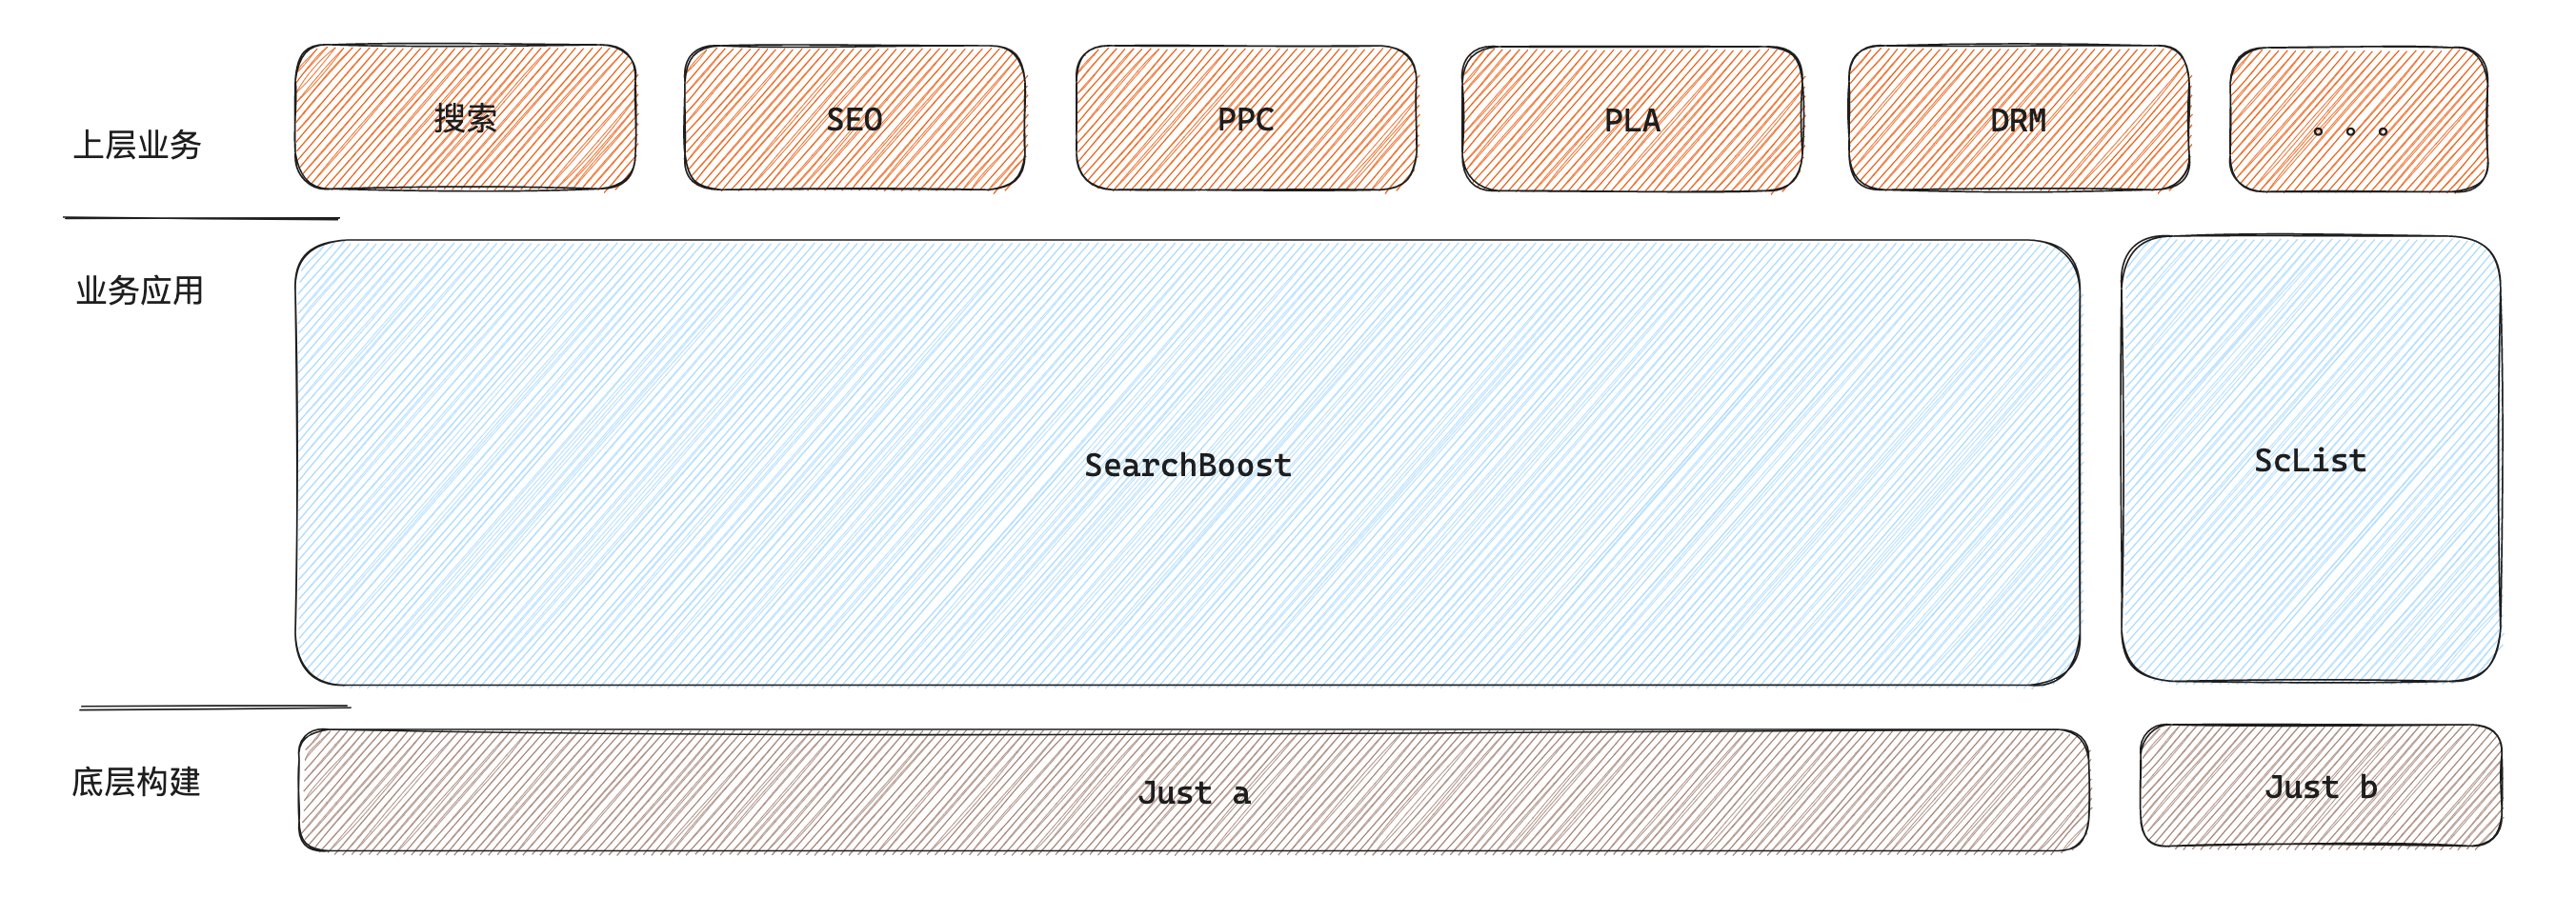 上层业务
搜索
SEO
PPC
PLA
DRM
。。。
业务应用
SearchBoost
ScList
底层构建
Just a
Just b